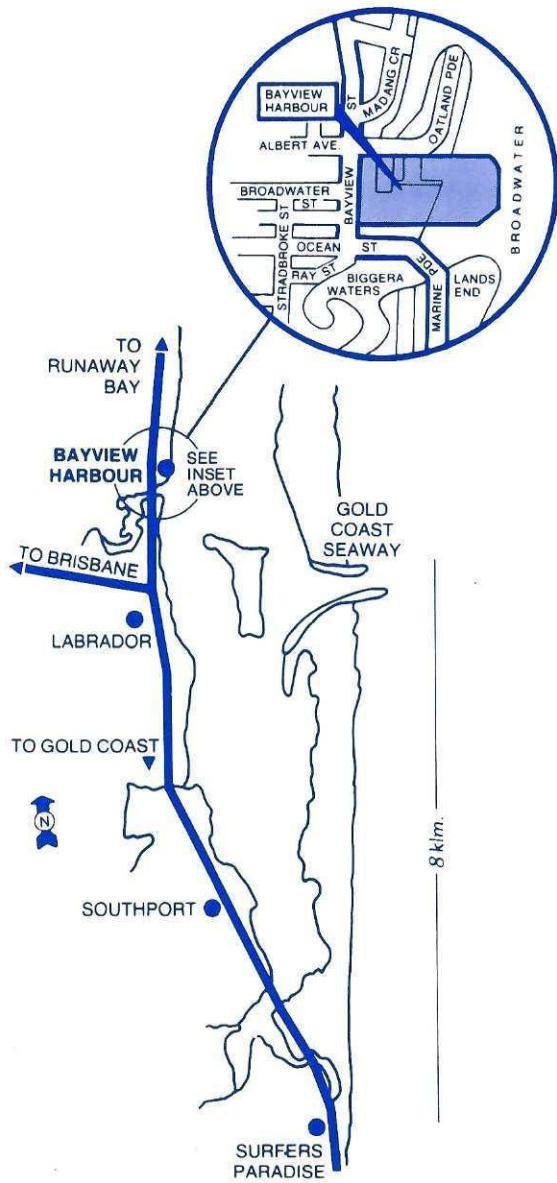 BAYVIEW
HARBOUR
ST
MADANG CR
OATLAND PDE
ALBERT AVE.
BROADWATER
ST
BAYVIEW
STRADBROKE ST
OCEAN
ST
RAY ST
BIGGERA
WATERS
MARINE
PDE
LANDS
END
BROADWATER
TO
RUNAWAY
BAY
BAYVIEW
HARBOUR
SEE
INSET
ABOVE
GOLD
COAST
SEAWAY
TO BRISBANE
LABRADOR
TO GOLD COAST
N
8 klm.
SOUTHPORT
SURFERS
PARADISE